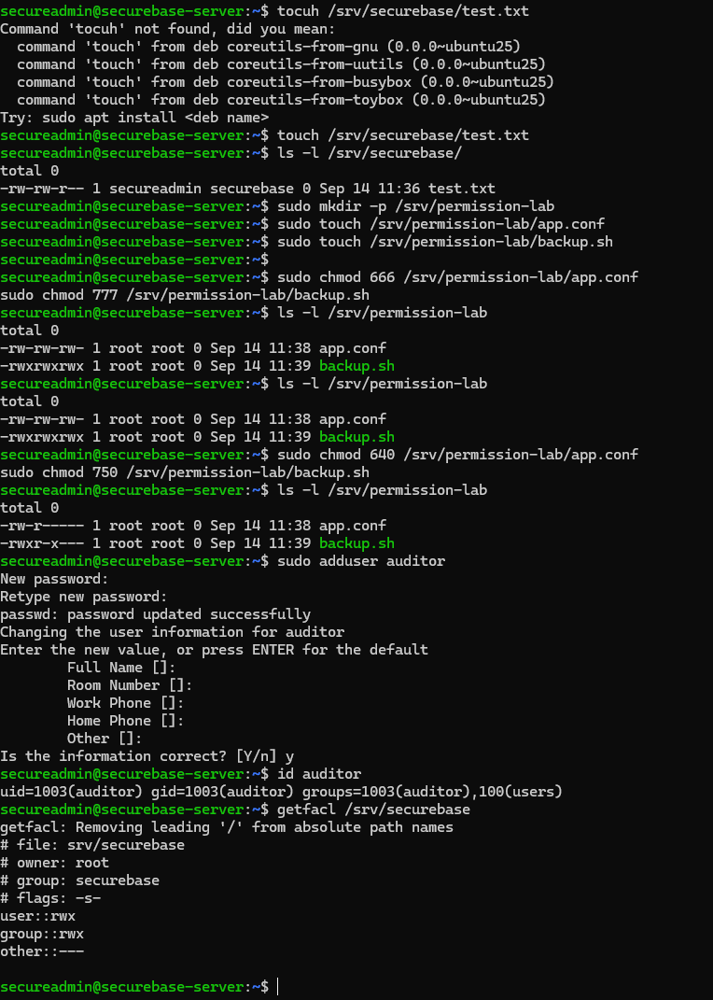 secureadmin@securebase-server:~$ tocuh /srv/securebase/test.txt
Command 'tocuh' not found, did you mean:
  command 'touch' from deb coreutils-from-gnu (0.0.0~ubuntu25)
  command 'touch' from deb coreutils-from-uutils (0.0.0~ubuntu25)
  command 'touch' from deb coreutils-from-busybox (0.0.0~ubuntu25)
  command 'touch' from deb coreutils-from-toybox (0.0.0~ubuntu25)
Try: sudo apt install <deb name>
secureadmin@securebase-server:~$ touch /srv/securebase/test.txt
secureadmin@securebase-server:~$ ls -l /srv/securebase/
total 0
-rw-rw-r-- 1 secureadmin securebase 0 Sep 14 11:36 test.txt
secureadmin@securebase-server:~$ sudo mkdir -p /srv/permission-lab
secureadmin@securebase-server:~$ sudo touch /srv/permission-lab/app.conf
secureadmin@securebase-server:~$ sudo touch /srv/permission-lab/backup.sh
secureadmin@securebase-server:~$
secureadmin@securebase-server:~$ sudo chmod 666 /srv/permission-lab/app.conf
sudo chmod 777 /srv/permission-lab/backup.sh
secureadmin@securebase-server:~$ ls -l /srv/permission-lab
total 0
-rw-rw-rw- 1 root root 0 Sep 14 11:38 app.conf
-rwxrwxrwx 1 root root 0 Sep 14 11:39 backup.sh
secureadmin@securebase-server:~$ ls -l /srv/permission-lab
total 0
-rw-rw-rw- 1 root root 0 Sep 14 11:38 app.conf
-rwxrwxrwx 1 root root 0 Sep 14 11:39 backup.sh
secureadmin@securebase-server:~$ sudo chmod 640 /srv/permission-lab/app.conf
sudo chmod 750 /srv/permission-lab/backup.sh
secureadmin@securebase-server:~$ ls -l /srv/permission-lab
total 0
-rw-r----- 1 root root 0 Sep 14 11:38 app.conf
-rwxr-x--- 1 root root 0 Sep 14 11:39 backup.sh
secureadmin@securebase-server:~$ sudo adduser auditor
New password:
Retype new password:
passwd: password updated successfully
Changing the user information for auditor
Enter the new value, or press ENTER for the default
        Full Name []:
        Room Number []:
        Work Phone []:
        Home Phone []:
        Other []:
Is the information correct? [Y/n] y
secureadmin@securebase-server:~$ id auditor
uid=1003(auditor) gid=1003(auditor) groups=1003(auditor),100(users)
secureadmin@securebase-server:~$ getfacl /srv/securebase
getfacl: Removing leading '/' from absolute path names
# file: srv/securebase
# owner: root
# group: securebase
# flags: -s-
user::rwx
group::rwx
other::---

secureadmin@securebase-server:~$